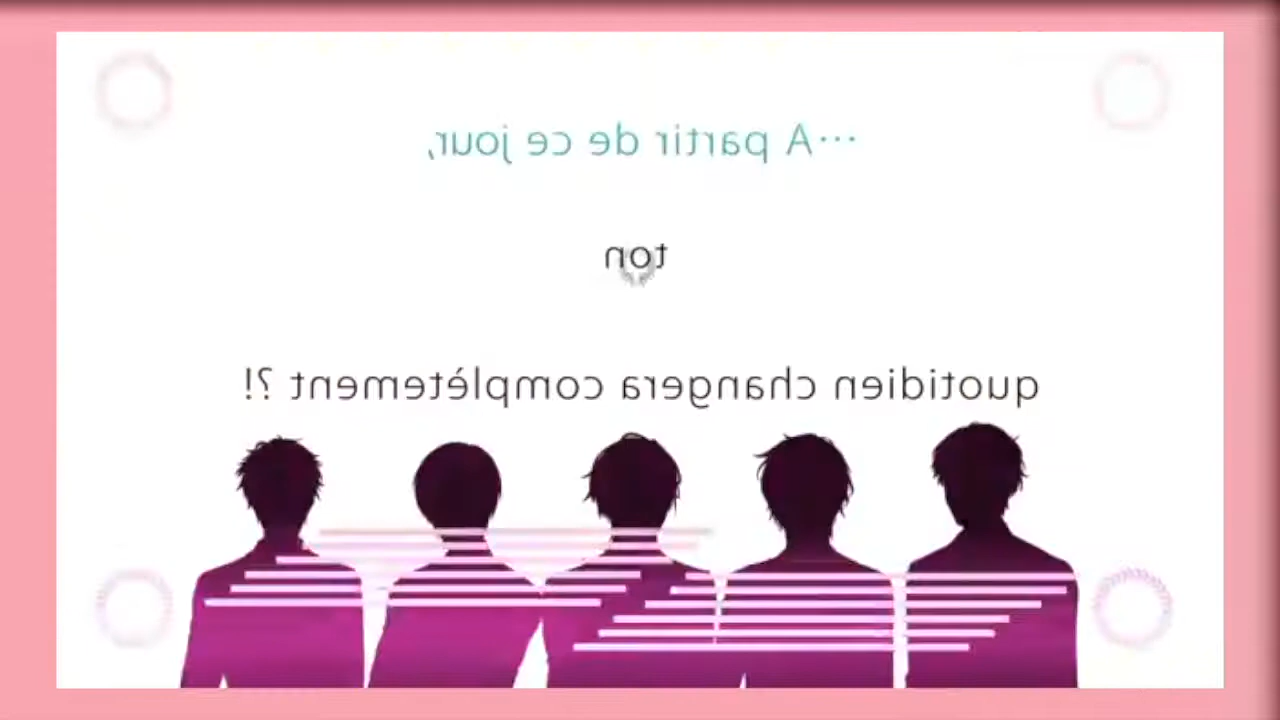 …A partir de ce jour,
ton
quotidien changera complètement ?!